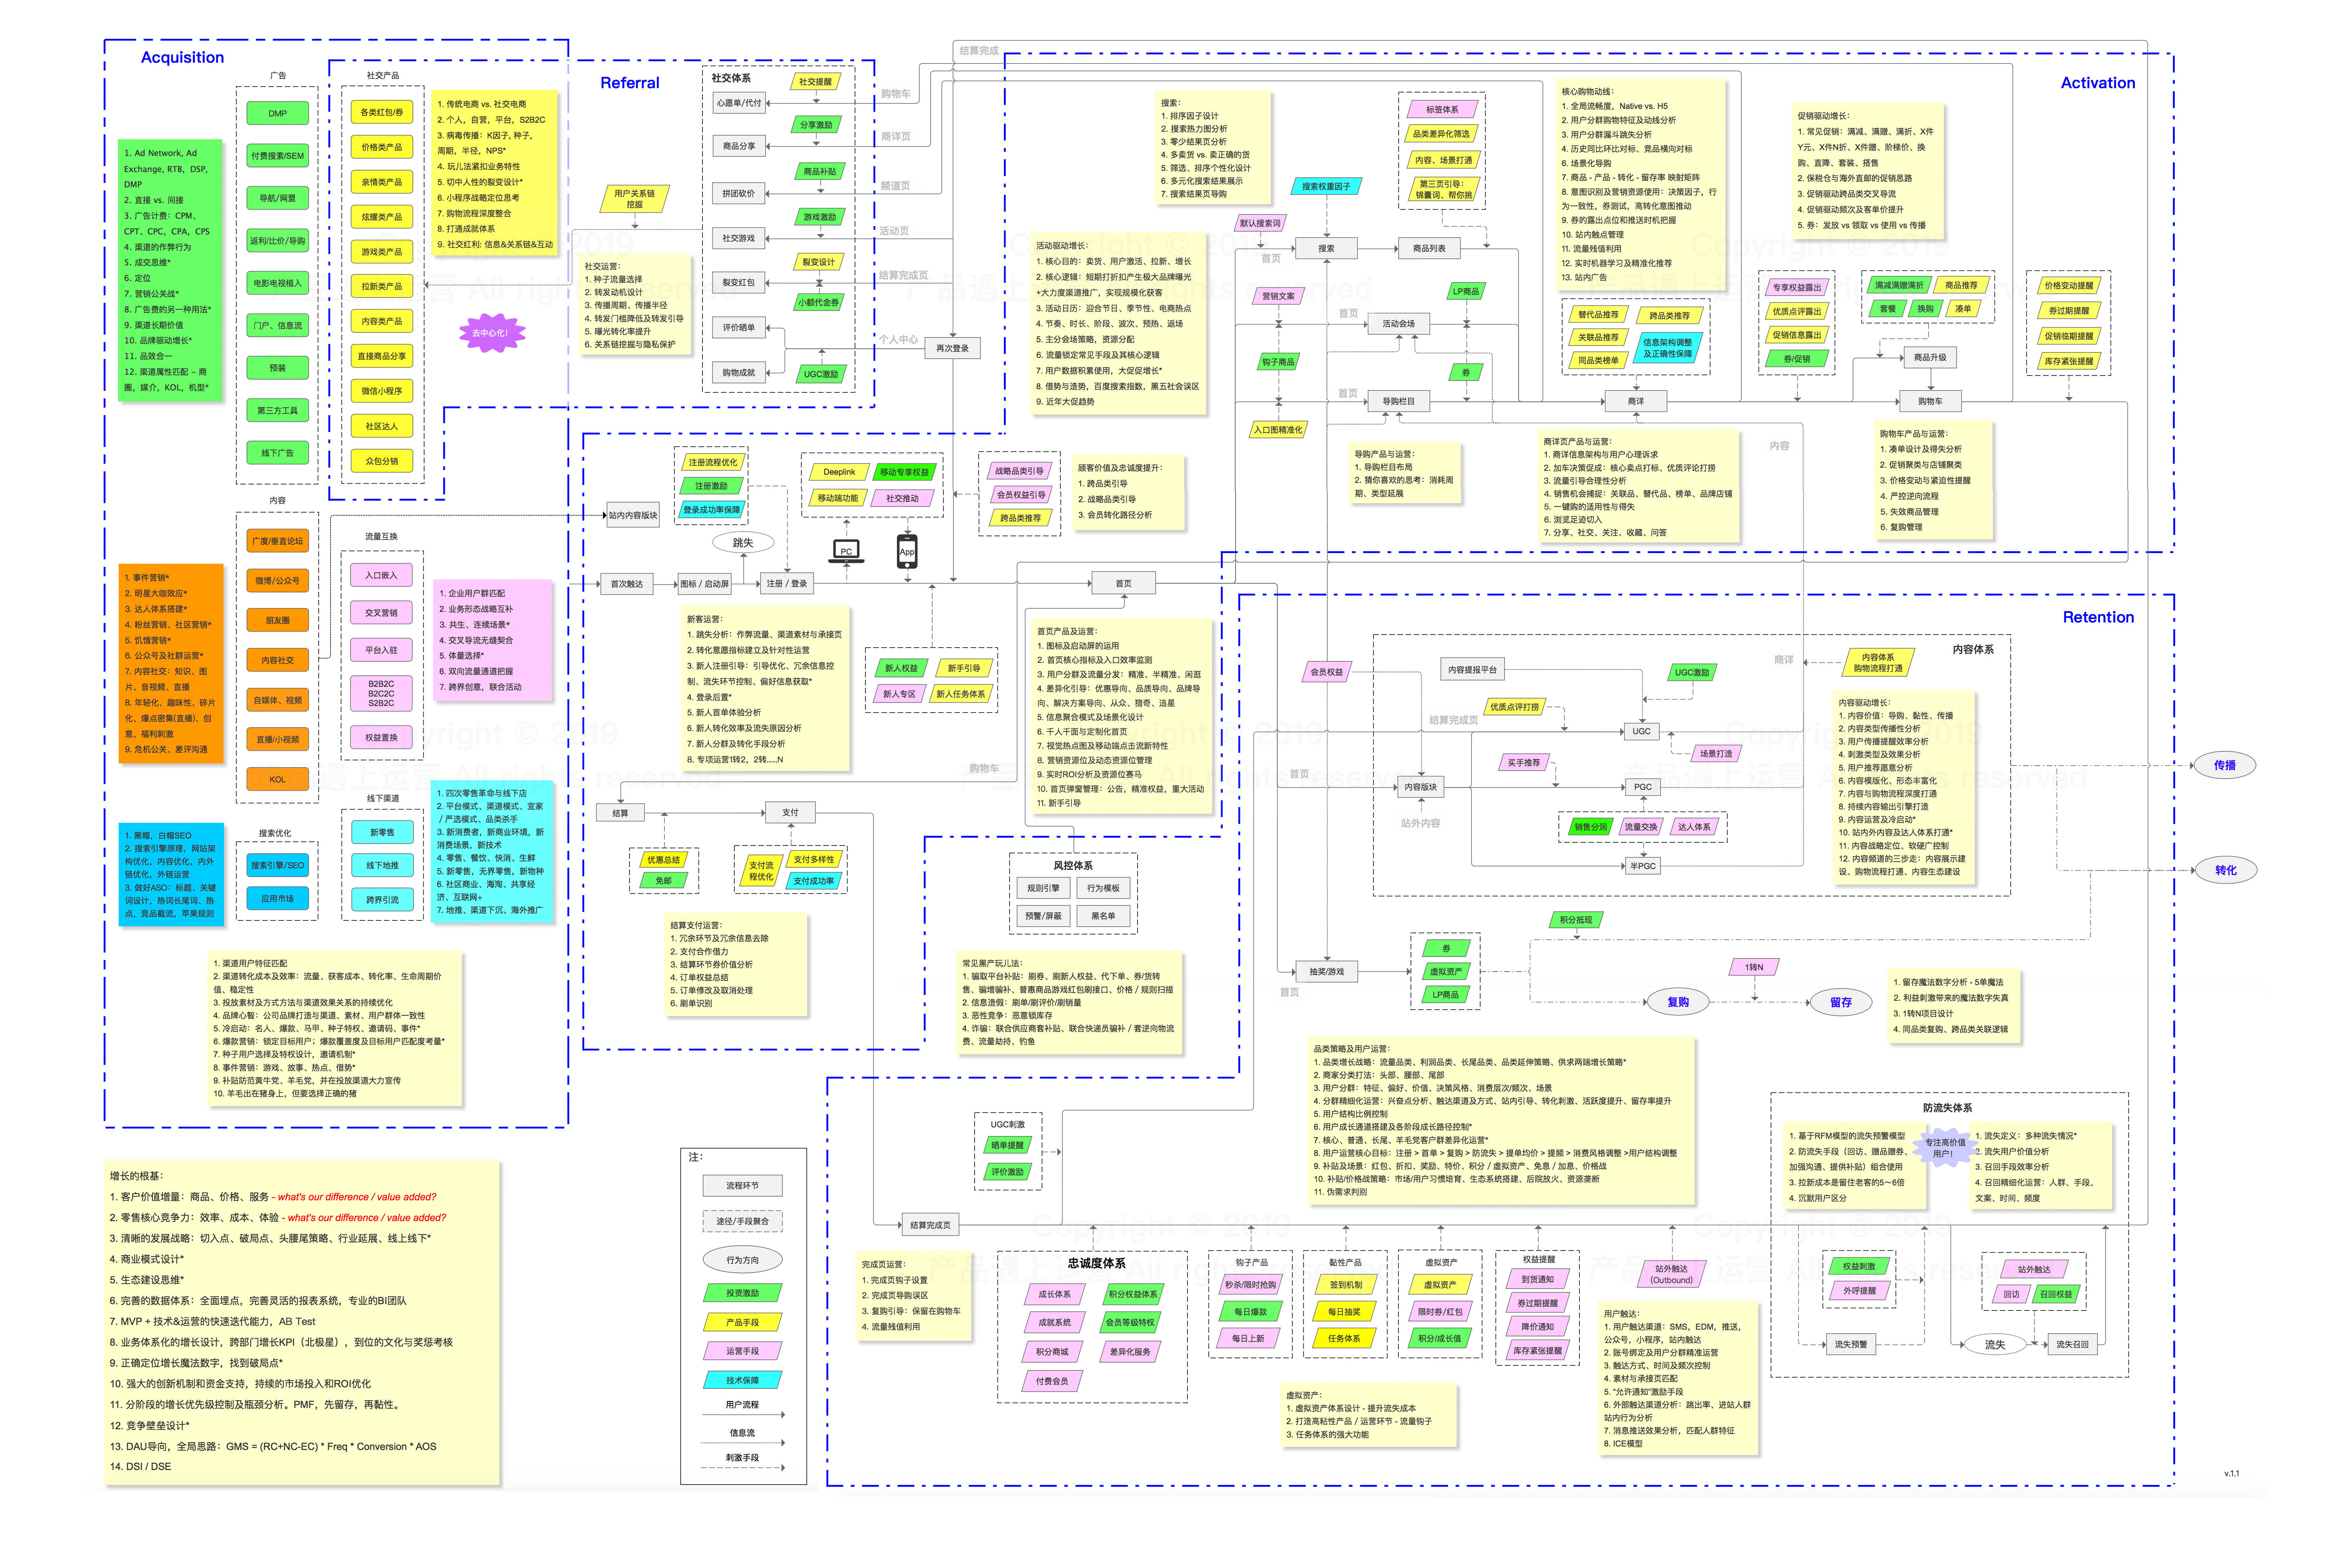 Acquisition
广告
DMP
付费搜索/SEM
导航/网盟
返利/比价/导购
电影电视植入
门户、信息流
预装
第三方工具
线下广告
1. Ad Network, Ad
Exchange, RTB, DSP,
DMP
2. 直接 vs. 间接
3. 广告计费：CPM、
CPT、CPC、CPA、CPS
4. 渠道的作弊行为
5. 成交思维*
6. 定位
7. 营销公关战*
8. 广告费的另一种用法*
9. 渠道长期价值
10. 品牌驱动增长*
11. 品效合一
12. 渠道属性匹配 – 商
圈，媒介，KOL，机型*
社交产品
各类红包/券
价格类产品
亲情类产品
炫耀类产品
游戏类产品
拉新类产品
内容类产品
直接商品分享
微信小程序
社区达人
众包分销
1. 传统电商 vs. 社交电商
2. 个人，自营，平台，S2B2C
3. 病毒传播：K因子, 种子,
周期，半径，NPS*
4. 玩儿法紧扣业务特性
5. 切中人性的裂变设计*
6. 小程序战略定位思考
7. 购物流程深度整合
8. 打通成就体系
9. 社交红利: 信息&关系链&互动
去中心化!
Referral
用户关系链
挖掘
社交运营：
1. 种子流量选择
2. 转发动机设计
3. 传播周期、传播半径
4. 转发门槛降低及转发引导
5. 曝光转化率提升
6. 关系链挖掘与隐私保护
社交体系
社交提醒
心愿单/代付
分享激励
商品分享
商品补贴
拼团砍价
游戏激励
社交游戏
裂变设计
裂变红包
小额代金券
评价晒单
购物成就
UGC激励
结算完成
购物车
商详页
频道页
活动页
结算完成页
个人中心
再次登录
内容
广度/垂直论坛
微博/公众号
朋友圈
内容社交
自媒体、视频
直播/小视频
KOL
1. 事件营销*
2. 明星大咖效应*
3. 达人体系搭建*
4. 粉丝营销、社区营销*
5. 饥饿营销*
6. 公众号及社群运营*
7. 内容社交：知识、图
片、音视频、直播
8. 年轻化、趣味性、碎片
化、爆点密集(直播)、创
意、福利刺激
9. 危机公关、差评沟通
流量互换
入口嵌入
交叉营销
平台入驻
B2B2C
B2C2C
S2B2C
权益置换
1. 企业用户群匹配
2. 业务形态战略互补
3. 共生、连续场景*
4. 交叉导流无缝契合
5. 体量选择*
6. 双向流量通道把握
7. 跨界创意，联合活动
1. 黑帽，白帽SEO
2. 搜索引擎原理，网站架
构优化，内容优化，内外
链优化，外链运营
3. 做好ASO：标题、关键
词设计，热词长尾词、热
点，竞品截流，苹果规则
搜索优化
搜索引擎/SEO
应用市场
线下渠道
新零售
线下地推
跨界引流
1. 四次零售革命与线下店
2. 平台模式、渠道模式、宜家
/ 严选模式、品类杀手
3. 新消费者，新商业环境，新
消费场景，新技术
4. 零售、餐饮、快消、生鲜
5. 新零售，无界零售，新物种
6. 社区商业、海淘、共享经
济、互联网+
7. 地推、渠道下沉、海外推广
1. 渠道用户特征匹配
2. 渠道转化成本及效率：流量、获客成本、转化率、生命周期价
值、稳定性
3. 投放素材及方式方法与渠道效果关系的持续优化
4. 品牌心智：公司品牌打造与渠道、素材、用户群体一致性
5. 冷启动：名人、爆款、马甲、种子特权、邀请码、事件*
6. 爆款营销：锁定目标用户；爆款覆盖度及目标用户匹配度考量*
7. 种子用户选择及特权设计，邀请机制*
8. 事件营销：游戏、故事、热点、借势*
9. 补贴防范黄牛党、羊毛党，并在投放渠道大力宣传
10. 羊毛出在猪身上，但要选择正确的猪
增长的根基：
1. 客户价值增量：商品、价格、服务 - what's our difference / value added?
2. 零售核心竞争力：效率、成本、体验 - what's our difference / value added?
3. 清晰的发展战略：切入点、破局点、头腰尾策略、行业延展、线上线下*
4. 商业模式设计*
5. 生态建设思维*
6. 完善的数据体系：全面埋点，完善灵活的报表系统，专业的BI团队
7. MVP + 技术&运营的快速迭代能力，AB Test
8. 业务体系化的增长设计，跨部门增长KPI（北极星），到位的文化与奖惩考核
9. 正确定位增长魔法数字，找到破局点*
10. 强大的创新机制和资金支持，持续的市场投入和ROI优化
11. 分阶段的增长优先级控制及瓶颈分析。PMF，先留存，再黏性。
12. 竞争壁垒设计*
13. DAU导向，全局思路：GMS = (RC+NC-EC) * Freq * Conversion * AOS
14. DSI / DSE
注：
流程环节
途径/手段聚合
行为方向
投资激励
产品手段
运营手段
技术保障
用户流程
信息流
刺激手段
站内内容版块
注册流程优化
注册激励
登录成功率保障
跳失
Deeplink
移动专享权益
移动端功能
社交推动
PC
App
战略品类引导
会员权益引导
跨品类推荐
顾客价值及忠诚度提升：
1. 跨品类引导
2. 战略品类引导
3. 会员转化路径分析
首次触达
图标 / 启动屏
注册 / 登录
首页
新客运营：
1. 跳失分析：作弊流量、渠道素材与承接页
2. 转化意愿指标建立及针对性运营
3. 新人注册引导：引导优化、冗余信息控
制、流失环节控制、偏好信息获取*
4. 登录后置*
5. 新人首单体验分析
6. 新人转化效率及流失原因分析
7. 新人分群及转化手段分析
8. 专项运营1转2，2转.....N
新人权益
新手引导
新人专区
新人任务体系
首页产品及运营：
1. 图标及启动屏的运用
2. 首页核心指标及入口效率监测
3. 用户分群及流量分发：精准、半精准、闲逛
4. 差异化引导：优惠导向、品质导向、品牌导
向、解决方案导向、从众、猎奇、追星
5. 信息聚合模式及场景化设计
6. 千人千面与定制化首页
7. 视觉热点图及移动端点击流新特性
8. 营销资源位及动态资源位管理
9. 实时ROI分析及资源位赛马
10. 首页弹窗管理：公告，精准权益，重大活动
11. 新手引导
购物车
结算
支付
优惠总结
免邮
支付流
程优化
支付多样性
支付成功率
结算支付运营：
1. 冗余环节及冗余信息去除
2. 支付合作借力
3. 结算环节券价值分析
4. 订单权益总结
5. 订单修改及取消处理
6. 刷单识别
风控体系
规则引擎
行为模板
预警/屏蔽
黑名单
常见黑产玩儿法：
1. 骗取平台补贴：刷券、刷新人权益、代下单、券/货转
售、骗增骗补、普惠商品游戏红包刷接口、价格 / 规则扫描
2. 信息造假：刷单/刷评价/刷销量
3. 恶性竞争：恶意锁库存
4. 诈骗：联合供应商套补贴、联合快递员骗补 / 套逆向物流
费、流量劫持、钓鱼
Activation
搜索：
1. 排序因子设计
2. 搜索热力图分析
3. 零少结果页分析
4. 多卖货 vs. 卖正确的货
5. 筛选、排序个性化设计
6. 多元化搜索结果展示
7. 搜索结果页导购
标签体系
品类差异化筛选
内容、场景打通
第三页引导：
锦囊词、帮你挑
搜索权重因子
默认搜索词
首页
搜索
商品列表
活动驱动增长：
1. 核心目的：卖货、用户激活、拉新、增长
2. 核心逻辑：短期打折扣产生极大品牌曝光
+大力度渠道推广，实现规模化获客
3. 活动日历：迎合节日、季节性、电商热点
4. 节奏、时长、阶段、波次、预热、返场
5. 主分会场策略，资源分配
6. 流量锁定常见手段及其核心逻辑
7. 用户数据积累使用，大促促增长*
8. 借势与造势，百度搜索指数，黑五社会误区
9. 近年大促趋势
营销文案
LP商品
首页
活动会场
钩子商品
券
首页
导购栏目
入口图精准化
导购产品与运营：
1. 导购栏目布局
2. 猜你喜欢的思考：消耗周
期、类型延展
核心购物动线：
1. 全局流畅度，Native vs. H5
2. 用户分群购物特征及动线分析
3. 用户分群漏斗跳失分析
4. 历史同比环比对标、竞品横向对标
6. 场景化导购
7. 商品 - 产品 - 转化 - 留存率 映射矩阵
8. 意图识别及营销资源使用：决策因子，行
为一致性，券测试，高转化意图推动
9. 券的露出点位和推送时机把握
10. 站内触点管理
11. 流量残值利用
12. 实时机器学习及精准化推荐
13. 站内广告
促销驱动增长：
1. 常见促销：满减、满赠、满折、X件
Y元、X件N折、X件赠、阶梯价、换
购、直降、套装、搭售
2. 保税仓与海外直邮的促销思路
3. 促销驱动跨品类交叉导流
4. 促销驱动频次及客单价提升
5. 券：发放 vs 领取 vs 使用 vs 传播
替代品推荐
跨品类推荐
关联品推荐
信息架构调整
及正确性保障
同品类榜单
专享权益露出
优质点评露出
促销信息露出
券/促销
满减满赠满折
商品推荐
套餐
换购
凑单
价格变动提醒
券过期提醒
促销临期提醒
库存紧张提醒
商品升级
商详
购物车
内容
商详页产品与运营：
1. 商详信息架构与用户心理诉求
2. 加车决策促成：核心卖点打标、优质评论打捞
3. 流量引导合理性分析
4. 销售机会捕捉：关联品、替代品、榜单、品牌店铺
5. 一键购的适用性与得失
6. 浏览足迹切入
7. 分享、社交、关注、收藏、问答
购物车产品与运营：
1. 凑单设计及得失分析
2. 促销聚类与店铺聚类
3. 价格变动与紧迫性提醒
4. 严控逆向流程
5. 失效商品管理
6. 复购管理
Retention
会员权益
首页
内容提报平台
UGC激励
商详
内容体系
购物流程打通
内容体系
优质点评打捞
结算完成页
UGC
场景打造
买手推荐
内容版块
PGC
站外内容
销售分润
流量交换
达人体系
半PGC
内容驱动增长：
1. 内容价值：导购、黏性、传播
2. 内容类型传播性分析
3. 用户传播提醒效率分析
4. 刺激类型及效果分析
5. 用户推荐愿意分析
6. 内容模版化、形态丰富化
7. 内容与购物流程深度打通
8. 持续内容输出引擎打造
9. 内容运营及冷启动*
10. 站内外内容及达人体系打通*
11. 内容战略定位、软硬广控制
12. 内容频道的三步走：内容展示建
设、购物流程打通、内容生态建设
传播
转化
抽奖/游戏
首页
券
虚拟资产
LP商品
积分抵现
1转N
复购
留存
1. 留存魔法数字分析 - 5单魔法
2. 利益刺激带来的魔法数字失真
3. 1转N项目设计
4. 同品类复购、跨品类关联逻辑
品类策略及用户运营：
1. 品类增长战略：流量品类、利润品类、长尾品类、品类延伸策略、供求两端增长策略*
2. 商家分类打法：头部、腰部、尾部
3. 用户分群：特征、偏好、价值、决策风格、消费层次/频次、场景
4. 分群精细化运营：兴奋点分析、触达渠道及方式、站内引导、转化刺激、活跃度提升、留存率提升
5. 用户结构比例控制
6. 用户成长通道搭建及各阶段成长路径控制*
7. 核心、普通、长尾、羊毛党客户群差异化运营*
8. 用户运营核心目标：注册 > 首单 > 复购 > 防流失 > 提单均价 > 提频 > 消费风格调整 >用户结构调整
9. 补贴及场景：红包、折扣、奖励、特价、积分 / 虚拟资产、免息 / 加息、价格战
10. 补贴/价格战策略：市场/用户习惯培育、生态系统搭建、后院放火、资源垄断
11. 伪需求判别
UGC刺激
晒单提醒
评价激励
结算完成页
完成页运营：
1. 完成页钩子设置
2. 完成页导购误区
3. 复购引导：保留在购物车
4. 流量残值利用
忠诚度体系
成长体系
积分权益体系
成就系统
会员等级特权
积分商城
差异化服务
付费会员
钩子产品
秒杀/限时抢购
每日爆款
每日上新
黏性产品
签到机制
每日抽奖
任务体系
虚拟资产
虚拟资产
限时券/红包
积分/成长值
权益提醒
到货通知
券过期提醒
降价通知
库存紧张提醒
站外触达
（Outbound）
虚拟资产：
1. 虚拟资产体系设计 - 提升流失成本
2. 打造高粘性产品 / 运营环节 - 流量钩子
3. 任务体系的强大功能
用户触达：
1. 用户触达渠道：SMS，EDM，推送，
公众号，小程序，站内触达
2. 账号绑定及用户分群精准运营
3. 触达方式、时间及频次控制
4. 素材与承接页匹配
5. “允许通知”激励手段
6. 外部触达渠道分析：跳出率、进站人群
站内行为分析
7. 消息推送效果分析，匹配人群特征
8. ICE模型
防流失体系
1. 基于RFM模型的流失预警模型
2. 防流失手段（回访、赠品赠券、
加强沟通、提供补贴）组合使用
3. 拉新成本是留住老客的5～6倍
4. 沉默用户区分
专注高价值
用户!
1. 流失定义：多种流失情况*
2. 流失用户价值分析
3. 召回手段效率分析
4. 召回精细化运营：人群、手段、
文案、时间、频度
权益刺激
外呼提醒
站外触达
回访
召回权益
流失预警
流失
流失召回
v.1.1
Copyright © 2019
产品遇上运营 All rights reserved